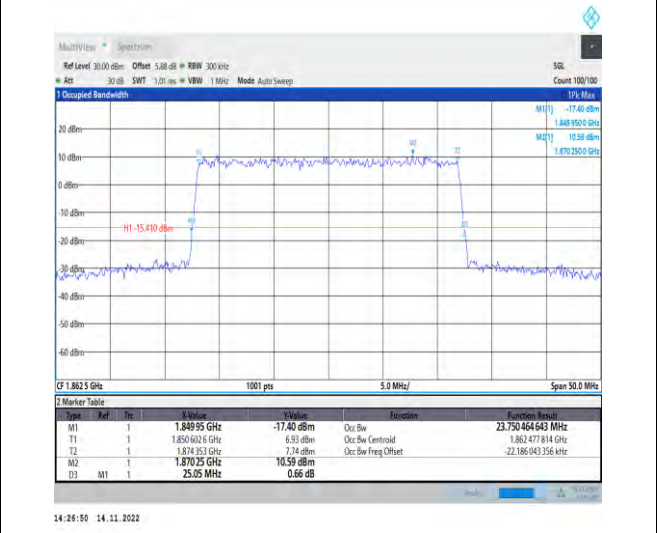 MultiView Spectrum
Ref Level 30.00 dBm Offset 5.88 dB RBW 300 kHz SGL
Att 30 dB SWT 1.01 ms VBW 1 MHz Mode Auto Sweep Count 100/100
1 Occupied Bandwidth 1Pk Max
M1[1] -17.40 dBm
1.849 950 0 GHz
M2[1] 10.59 dBm
1.870 250 0 GHz
20 dBm
M2
T1 T2
10 dBm
0 dBm
-10 dBm
M1
H1 -15.410 dBm
D3
-20 dBm
-30 dBm
-40 dBm
-50 dBm
-60 dBm
CF 1.862 5 GHz 1001 pts 5.0 MHz/ Span 50.0 MHz
2 Marker Table
Type Ref Trc X-Value Y-Value Function Function Result
M1 1 1.849 95 GHz -17.40 dBm Occ Bw 23.750 464 643 MHz
T1 1 1.850 602 6 GHz 6.93 dBm Occ Bw Centroid 1.862 477 814 GHz
T2 1 1.874 353 GHz 7.74 dBm Occ Bw Freq Offset -22.186 043 356 kHz
M2 1 1.870 25 GHz 10.59 dBm
D3 M1 1 25.05 MHz 0.66 dB
14:26:50 14.11.2022